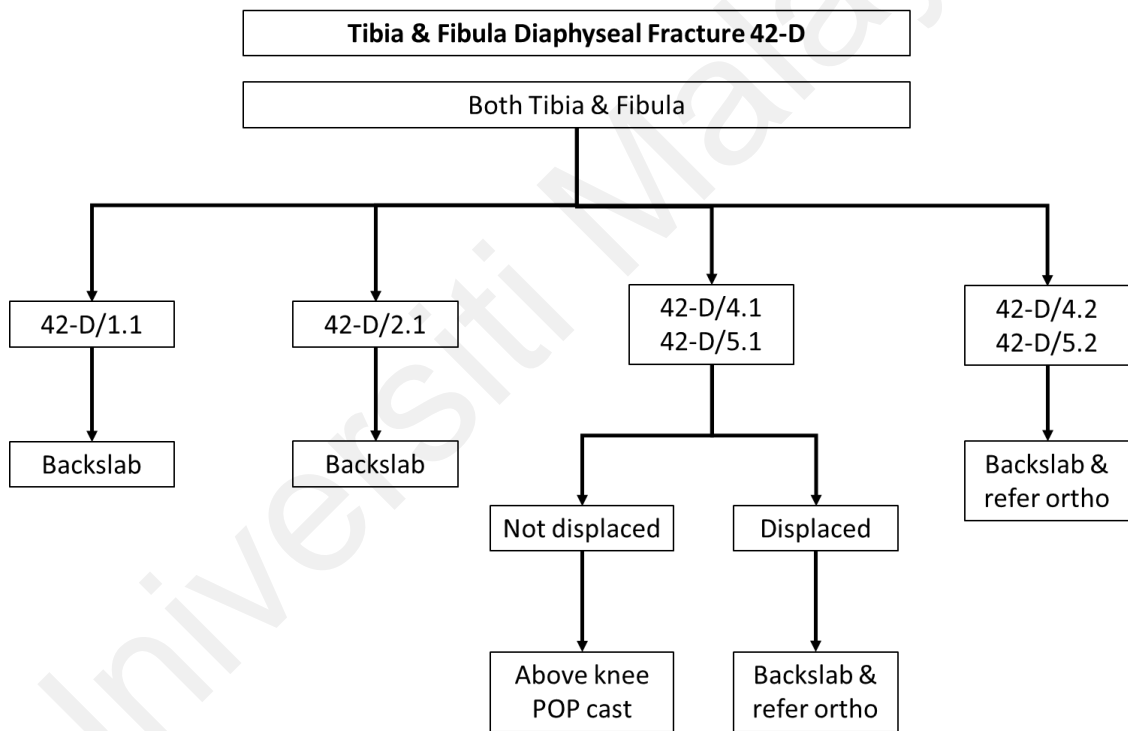 Tibia & Fibula Diaphyseal Fracture 42-D
Both Tibia & Fibula
42-D/1.1
42-D/2.1
42-D/4.1
42-D/5.1
42-D/4.2
42-D/5.2
Backslab
Backslab
Backslab &
refer ortho
Not displaced
Displaced
Above knee
POP cast
Backslab &
refer ortho
niversiti Malay